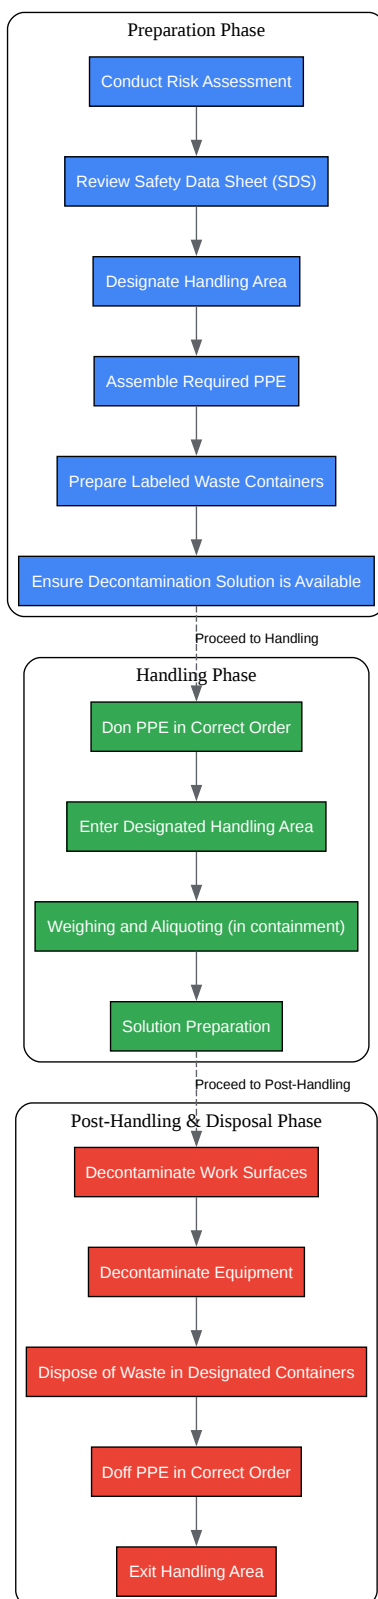 Preparation Phase
Conduct Risk Assessment
Review Safety Data Sheet (SDS)
Designate Handling Area
Assemble Required PPE
Prepare Labeled Waste Containers
Ensure Decontamination Solution is Available
Proceed to Handling
Handling Phase
Don PPE in Correct Order
Enter Designated Handling Area
Weighing and Aliquoting (in containment)
Solution Preparation
Proceed to Post-Handling
Post-Handling & Disposal Phase
Decontaminate Work Surfaces
Decontaminate Equipment
Dispose of Waste in Designated Containers
Doff PPE in Correct Order
Exit Handling Area